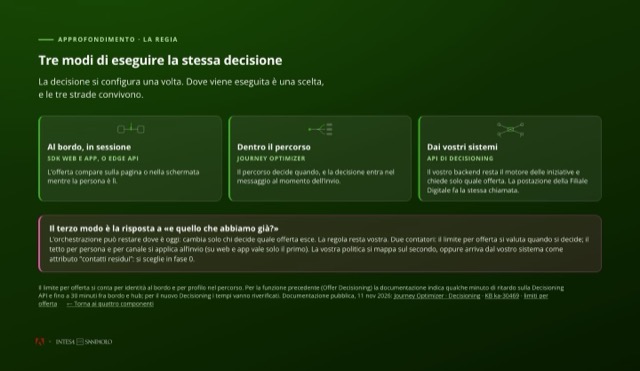 APPROFONDIMENTO · LA REGIA
Tre modi di eseguire la stessa decisione
La decisione si configura una volta. Dove viene eseguita è una scelta,
e le tre strade convivono.
Al bordo, in sessione
SDK WEB E APP, O EDGE API
L'offerta compare sulla pagina o nella schermata
mentre la persona è lì.
Dentro il percorso
JOURNEY OPTIMIZER
Il percorso decide quando, e la decisione entra nel
messaggio al momento dell'invio.
Dai vostri sistemi
API DI DECISIONING
Il vostro backend resta il motore delle iniziative e
chiede solo quale offerta. La postazione della Filiale
Digitale fa la stessa chiamata.
Il terzo modo è la risposta a «e quello che abbiamo già?»
L'orchestrazione può restare dove è oggi: cambia solo chi decide quale offerta esce. La regola resta vostra. Due contatori: il limite per offerta si valuta quando si decide; il
tetto per persona e per canale si applica all'invio (su web e app vale solo il primo). La vostra politica si mappa sul secondo, oppure arriva dal vostro sistema come
attributo "contatti residui": si sceglie in fase 0.
Il limite per offerta si conta per identità al bordo e per profilo nel percorso. Per la funzione precedente (Offer Decisioning) la documentazione indica qualche minuto di ritardo sulla Decisioning
API e fino a 30 minuti fra bordo e hub; per il nuovo Decisioning i tempi vanno riverificati. Documentazione pubblica, 11 nov 2026: Journey Optimizer · Decisioning · KB ka-30469 · limiti per
offerta ← Torna ai quattro componenti
INTESA SANPAOLO